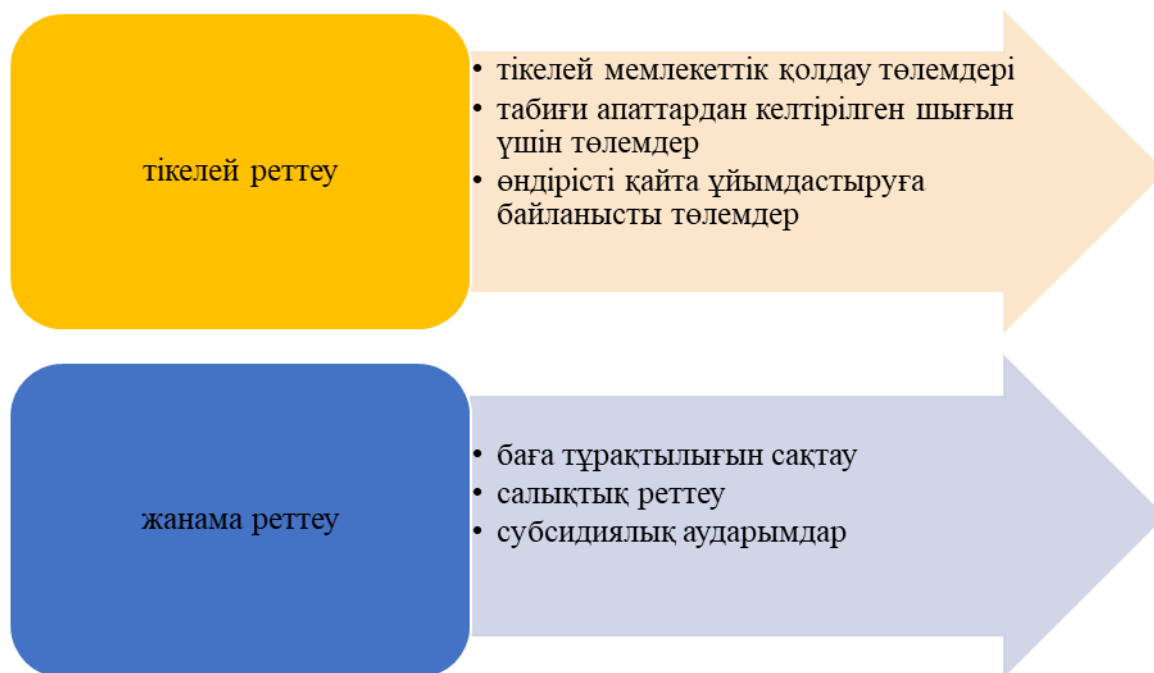 тікелей реттеу
• тікелей мемлекеттік қолдау төлемдері
• табиғи апаттардан келтірілген шығын
үшін төлемдер
• өндірісті қайта ұйымдастыруға
байланысты төлемдер
жанама реттеу
• баға тұрақтылығын сақтау
• салықтық реттеу
• субсидиялық аударымдар